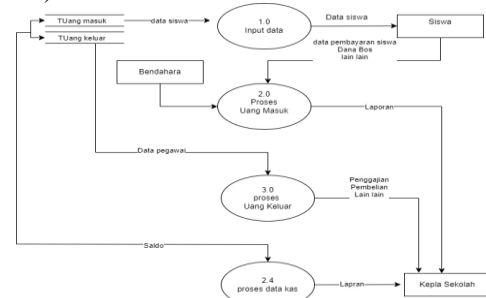 TUang masuk
data siswa
1.0
Input data
Data siswa
Siswa
TUang keluar
data pembayaran siswa
Dana Bos
lain lain
Bendahara
2.0
Proses
Uang Masuk
Laporan
Data pegawai
3.0
proses
Uang Keluar
Penggajian
Pembelian
Lain lain
Saldo
2.4
proses data kas
Lapran
Kepla Sekolah